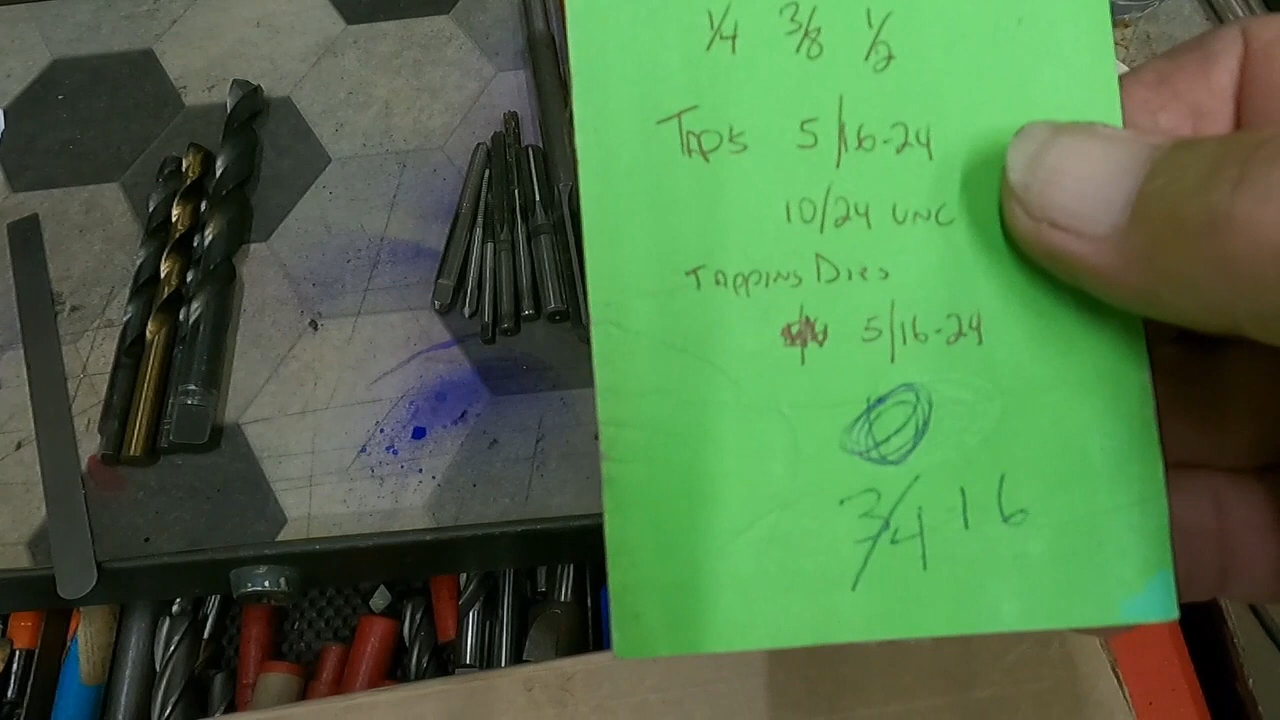 1/4 3/8 1/2
TAPS 5/16-24
10/24 UNC
TAPPING DIES
5/16-24
3/4 16